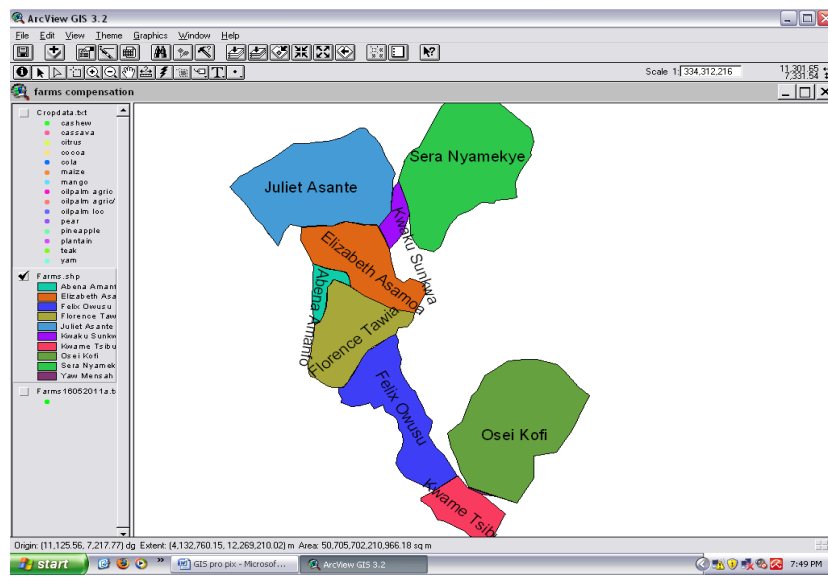 ArcView GIS 3.2
File Edit View Theme Graphics Window Help
Scale 1: 334,312,216
11,301.65
7,331.54
farms compensation
Cropdata.txt
cashew
cassava
citrus
cocoa
cola
maize
mango
oilpalm agric
oilpalm agric/
oilpalm loc
pear
pineapple
plantain
teak
yam
Farms.shp
Abena Amant
Elizabeth Asa
Felix Owusu
Florence Taw
Juliet Asante
Kwaku Sunkw
Kwame Tsibu
Osei Kofi
Sera Nyamek
Yaw Mensah
Farms16052011a.t
Sera Nyamekye
Juliet Asante
Kwaku Sunkwa
Elizabeth Asamoa
Abena Amanfo
Florence Tawia
Felix Owusu
Osei Kofi
Kwame Tsib
Origin: (11,125.56, 7,217.77) dg Extent: (4,132,760.15, 12,269,210.02) m Area: 50,705,702,210,966.18 sq m
start
GIS pro pix - Microsof...
ArcView GIS 3.2
7:49 PM